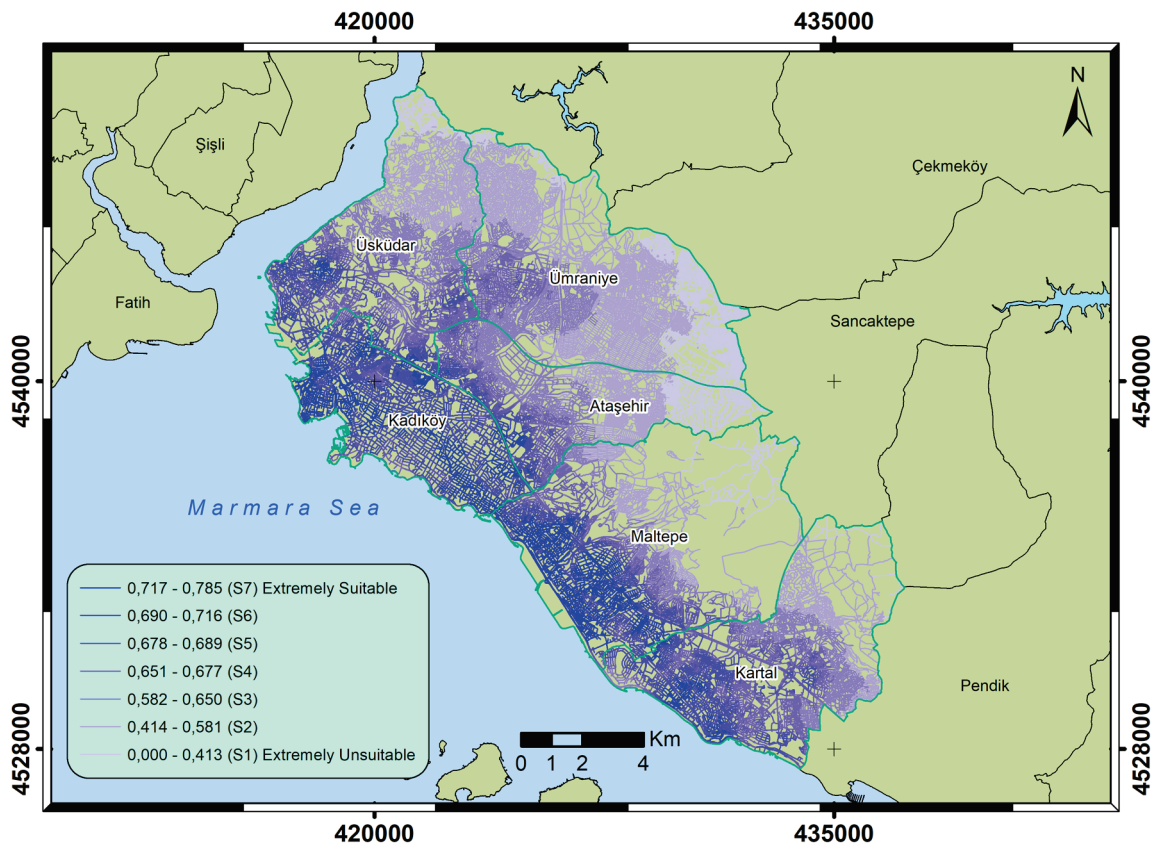 420000
435000
N
Şişli
Çekmeköy
Üsküdar
Ümraniye
Fatih
Sancaktepe
4540000
4540000
Ataşehir
Kadıköy
Marmara Sea
Maltepe
0,717 - 0,785 (S7) Extremely Suitable
0,690 - 0,716 (S6)
0,678 - 0,689 (S5)
0,651 - 0,677 (S4)
0,582 - 0,650 (S3)
0,414 - 0,581 (S2)
0,000 - 0,413 (S1) Extremely Unsuitable
Kartal
Pendik
Km
0 1 2 4
4528000
4528000
420000
435000